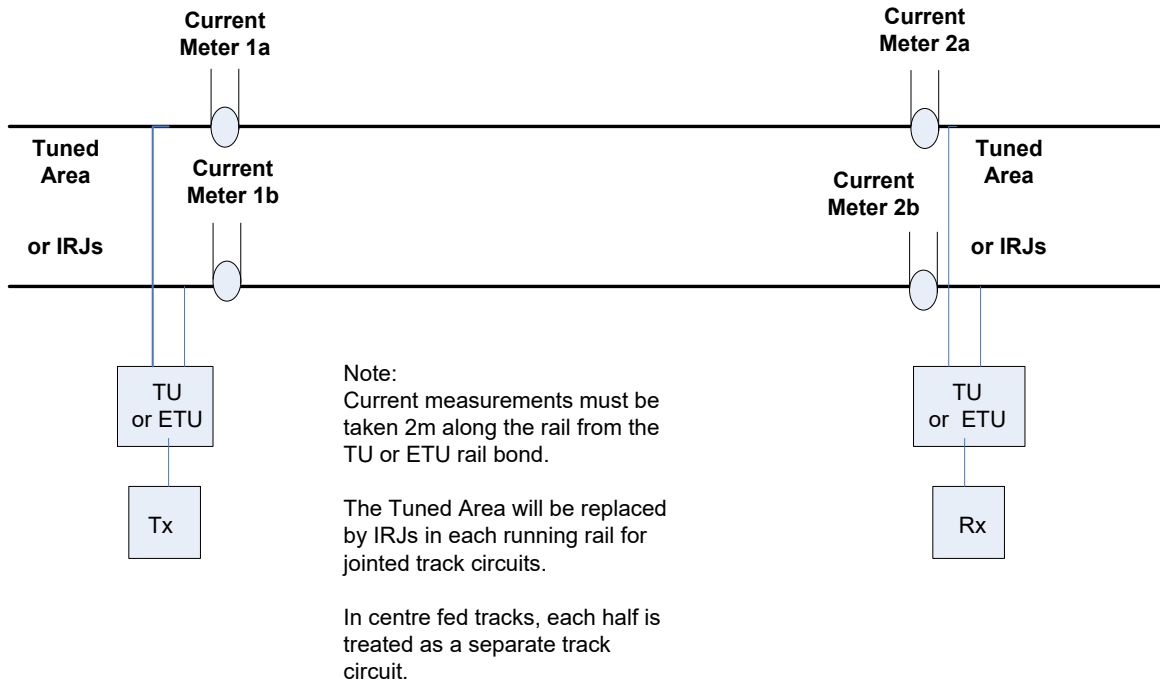 Current
Meter 1a
Current
Meter 2a
Tuned
Area
Current
Meter 1b
Current
Meter 2b
Tuned
Area
or IRJs
or IRJs
TU
or ETU
TU
or ETU
Tx
Rx
Note:
Current measurements must be
taken 2m along the rail from the
TU or ETU rail bond.
The Tuned Area will be replaced
by IRJs in each running rail for
jointed track circuits.
In centre fed tracks, each half is
treated as a separate track
circuit.